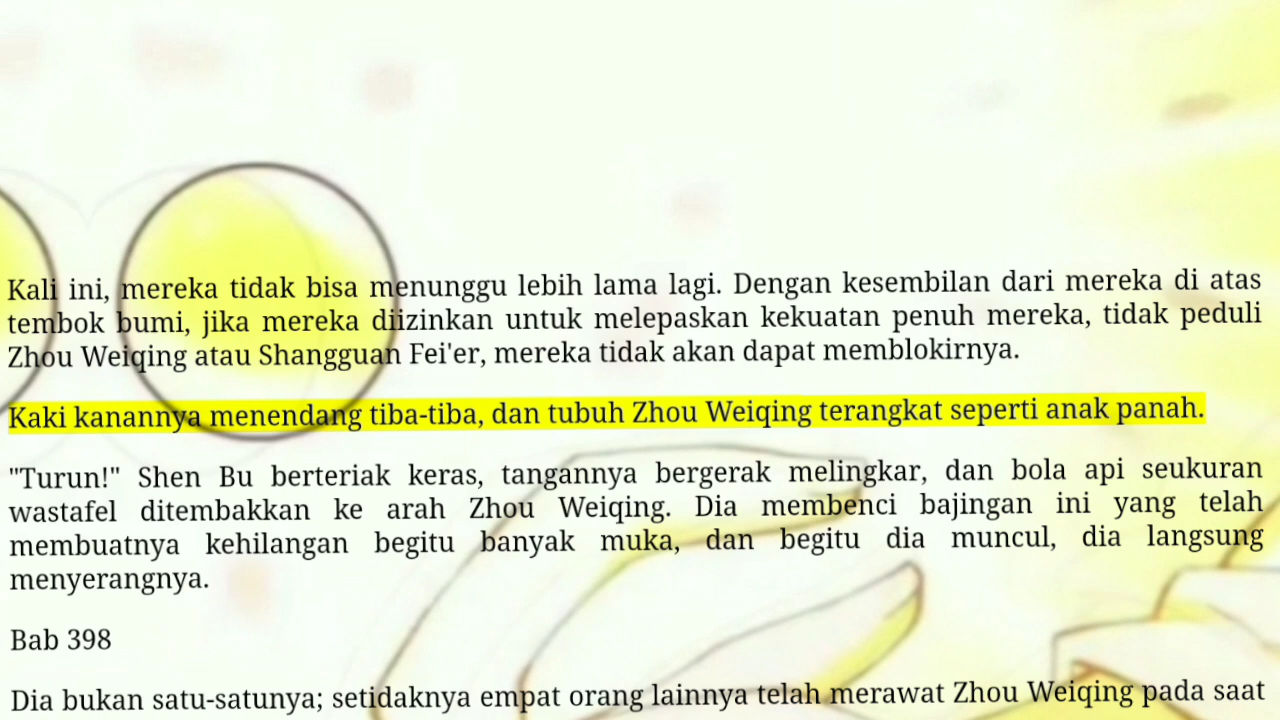 Kali ini, mereka tidak bisa menunggu lebih lama lagi. Dengan kesembilan dari mereka di atas
tembok bumi, jika mereka diizinkan untuk melepaskan kekuatan penuh mereka, tidak peduli
Zhou Weiqing atau Shangguan Fei'er, mereka tidak akan dapat memblokirnya.
Kaki kanannya menendang tiba-tiba, dan tubuh Zhou Weiqing terangkat seperti anak panah.
"Turun!" Shen Bu berteriak keras, tangannya bergerak melingkar, dan bola api seukuran
wastafel ditembakkan ke arah Zhou Weiqing. Dia membenci bajingan ini yang telah
membuatnya kehilangan begitu banyak muka, dan begitu dia muncul, dia langsung
menyerangnya.
Bab 398
Dia bukan satu-satunya; setidaknya empat orang lainnya telah merawat Zhou Weiqing pada saat